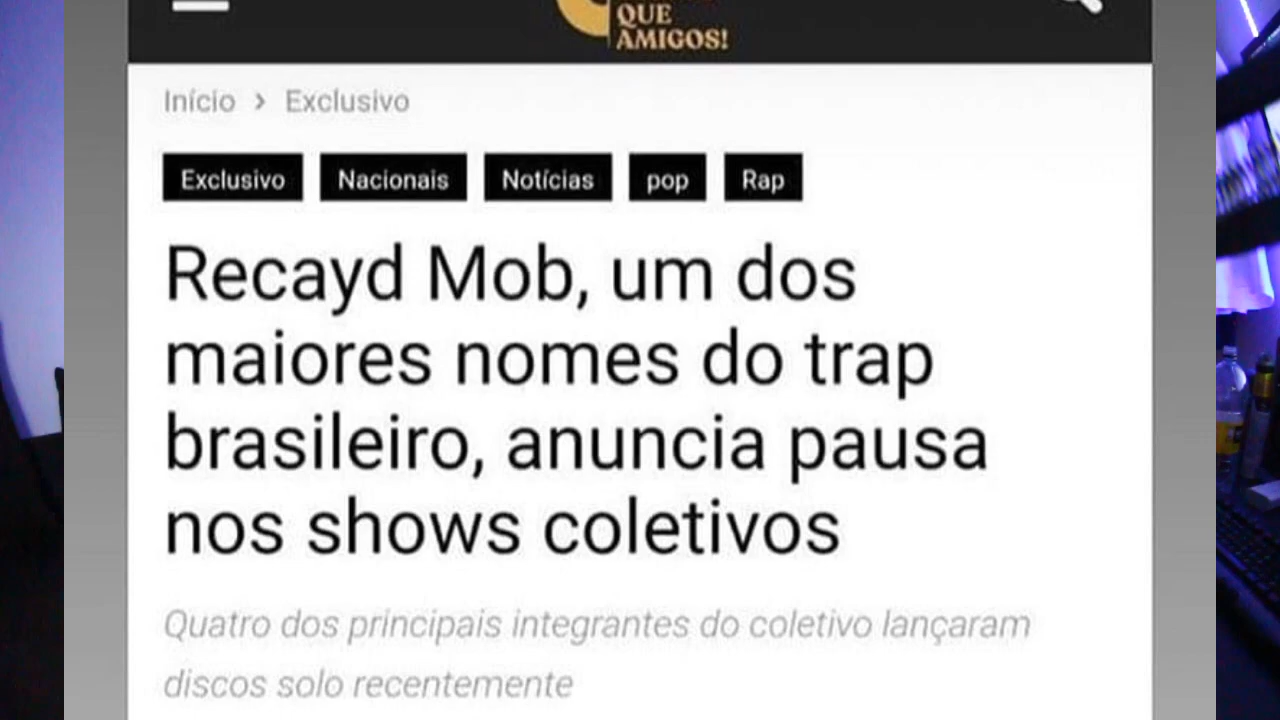 QUE
AMIGOS!
Início › Exclusivo
Exclusivo Nacionais Notícias pop Rap
Recayd Mob, um dos
maiores nomes do trap
brasileiro, anuncia pausa
nos shows coletivos
Quatro dos principais integrantes do coletivo lançaram
discos solo recentemente